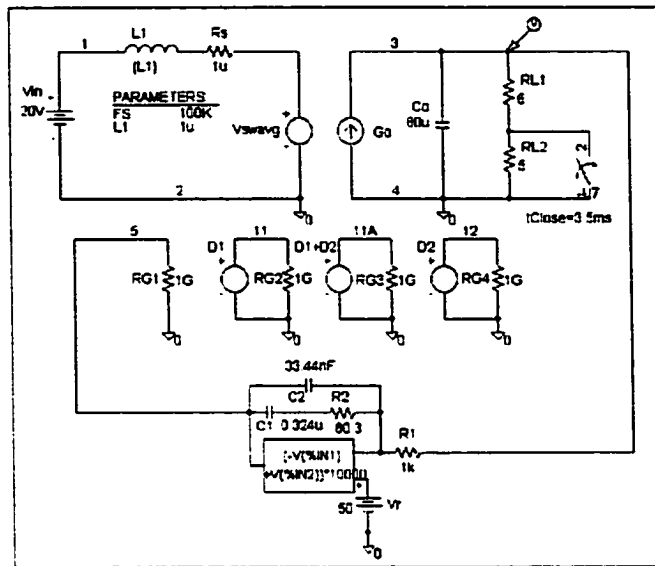 1
L1
(L1)
Rs
1u
3
V
Vin
20V
PARAMETERS
FS 100K
L1 1u
Vswavg
Go
Co
60u
RL1
6
RL2
5
2
U7
2
4
0
0
tClose=3.5ms
5
RG1
1G
0
D1
11
RG2
1G
0
D1+D2
11A
RG3
1G
0
D2
12
RG4
1G
0
33.44nF
C2
C1
0.324u
R2
80.3
R1
1k
(-V(%IN1)
+V(%IN2))*10000
50
Vr
0